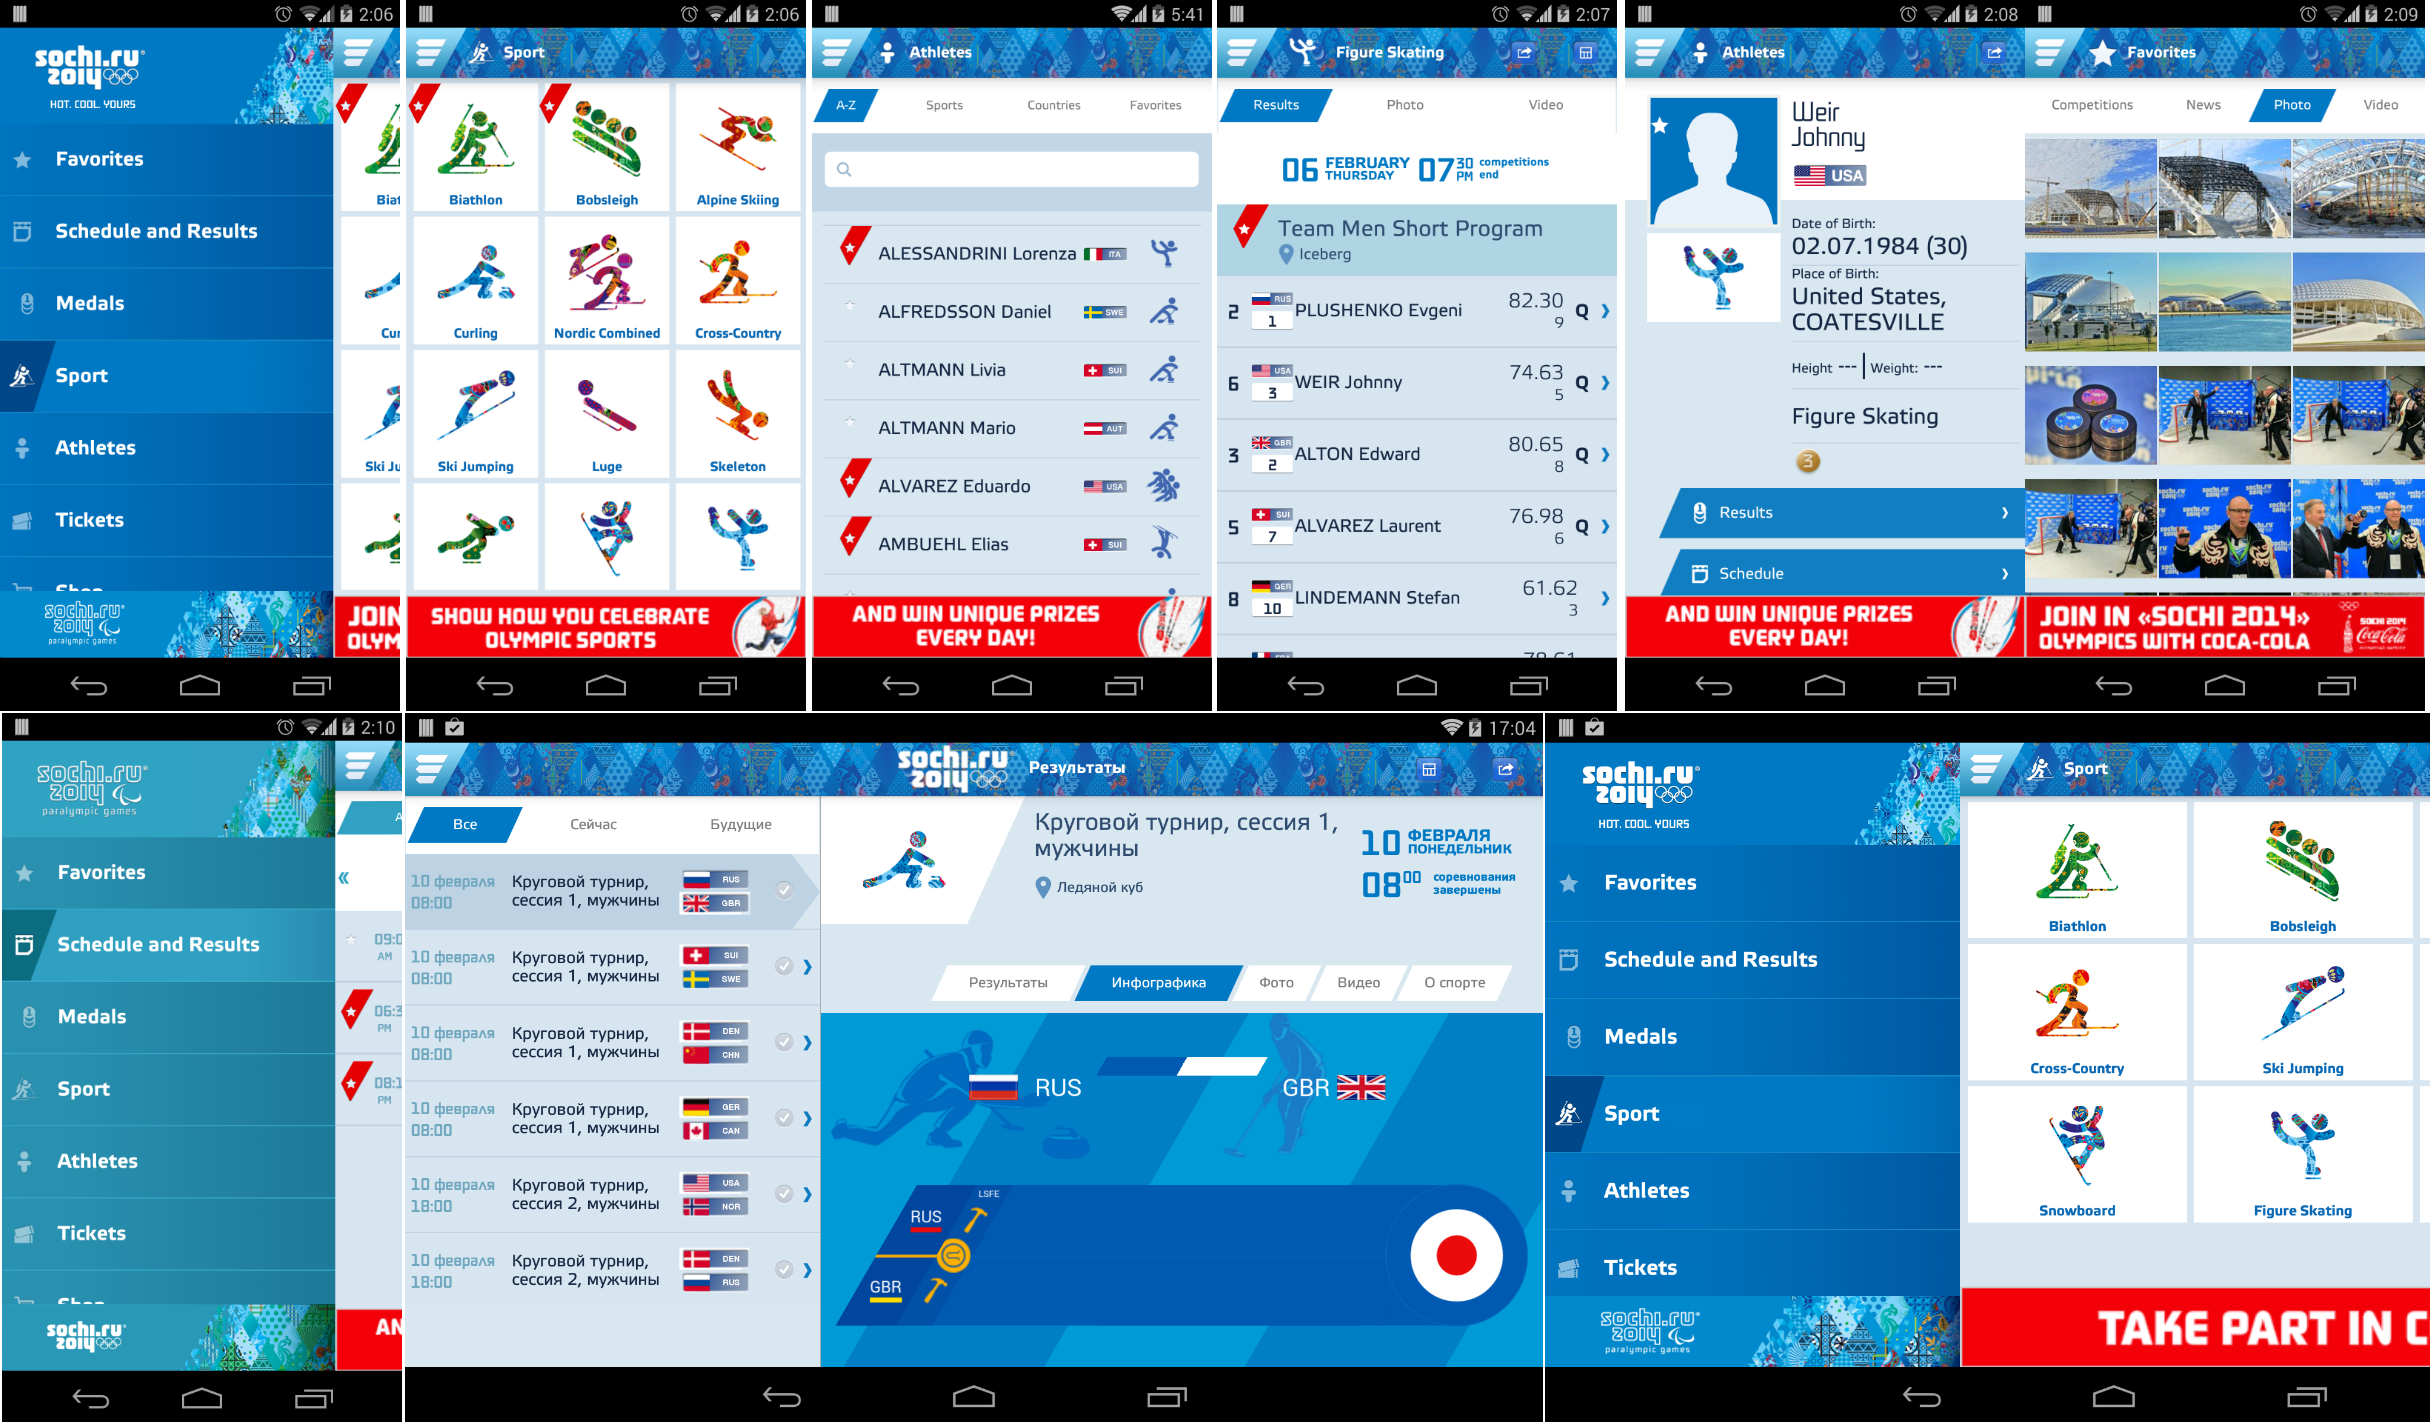 2:06
sochi.ru
2014
HOT. COOL. YOURS
Favorites
Schedule and Results
Medals
Sport
Athletes
Tickets
Shop
sochi.ru
2014
paralympic games
JOIN
OLYM
2:06
Sport
Biathlon
Bobsleigh
Alpine Skiing
Curling
Nordic Combined
Cross-Country
Ski Jumping
Luge
Skeleton
SHOW HOW YOU CELEBRATE
OLYMPIC SPORTS
5:41
Athletes
A-Z
Sports
Countries
Favorites
ALESSANDRINI Lorenza ITA
ALFREDSSON Daniel SWE
ALTMANN Livia SUI
ALTMANN Mario AUT
ALVAREZ Eduardo USA
AMBUEHL Elias SUI
AND WIN UNIQUE PRIZES
EVERY DAY!
2:07
Figure Skating
Results
Photo
Video
06 FEBRUARY THURSDAY 07 30 PM competitions end
Team Men Short Program
Iceberg
2 RUS 1 PLUSHENKO Evgeni 82.30 9 Q
6 USA 3 WEIR Johnny 74.63 5 Q
3 GBR 2 ALTON Edward 80.65 8 Q
5 SUI 7 ALVAREZ Laurent 76.98 6 Q
8 GER 10 LINDEMANN Stefan 61.62 3
2:08
Athletes
Weir
Johnny
USA
Date of Birth:
02.07.1984 (30)
Place of Birth:
United States,
COATESVILLE
Height --- Weight: ---
Figure Skating
3
Results
Schedule
AND WIN UNIQUE PRIZES
EVERY DAY!
2:09
Favorites
Competitions
News
Photo
Video
JOIN IN «SOCHI 2014»
OLYMPICS WITH COCA-COLA
SOCHI 2014
Coca-Cola
2:10
sochi.ru
2014
paralympic games
Favorites
Schedule and Results
Medals
Sport
Athletes
Tickets
Shop
sochi.ru
2014
«
AM
PM
PM
AN
17:04
sochi.ru
2014
Результаты
Все
Сейчас
Будущие
10 февраля
08:00
Круговой турнир,
сессия 1, мужчины
RUS
GBR
10 февраля
08:00
Круговой турнир,
сессия 1, мужчины
SUI
SWE
10 февраля
08:00
Круговой турнир,
сессия 1, мужчины
DEN
CHN
10 февраля
08:00
Круговой турнир,
сессия 1, мужчины
GER
CAN
10 февраля
18:00
Круговой турнир,
сессия 2, мужчины
USA
NOR
10 февраля
18:00
Круговой турнир,
сессия 2, мужчины
DEN
RUS
Круговой турнир, сессия 1,
мужчины
Ледяной куб
10 ФЕВРАЛЯ ПОНЕДЕЛЬНИК
08 00 соревнования завершены
Результаты
Инфографика
Фото
Видео
О спорте
RUS
GBR
LSFE
RUS
GBR
sochi.ru
2014
HOT. COOL. YOURS
Favorites
Schedule and Results
Medals
Sport
Athletes
Tickets
sochi.ru
2014
paralympic games
Sport
Biathlon
Bobsleigh
Cross-Country
Ski Jumping
Snowboard
Figure Skating
TAKE PART IN C